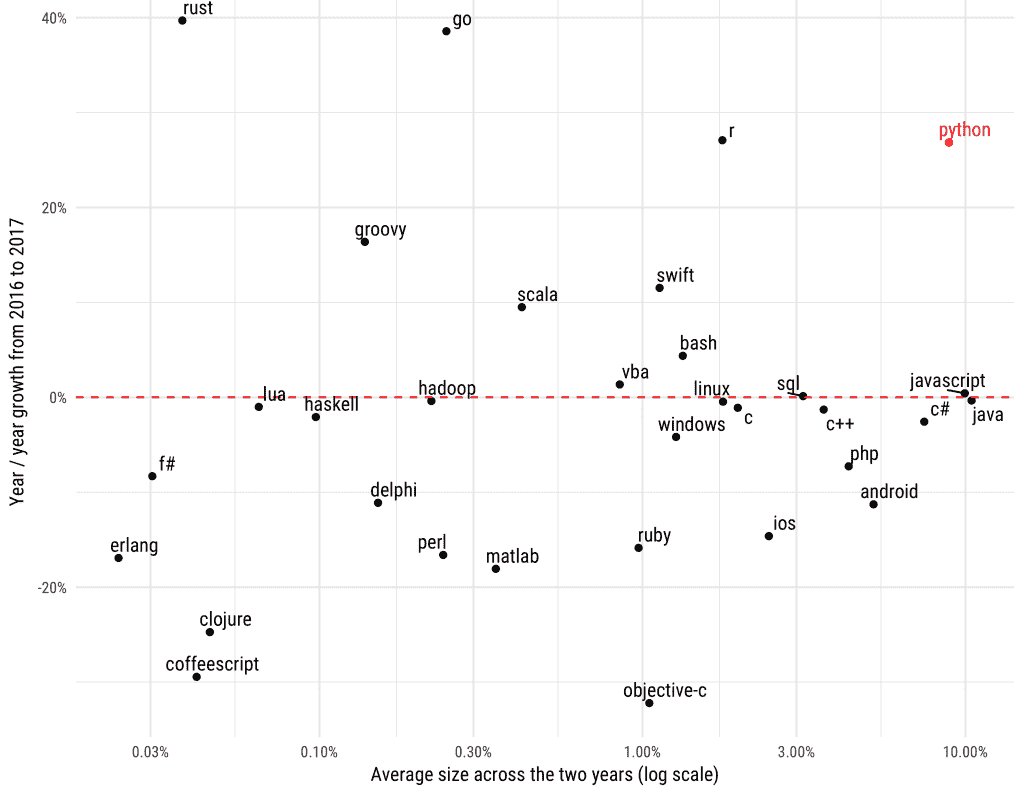 rust
go
40%
python
r
20%
groovy
swift
scala
bash
vba
javascript
sql
hadoop
linux
lua
0%
haskell
c#
java
c
c++
windows
php
f#
delphi
android
ios
ruby
perl
erlang
matlab
-20%
clojure
coffeescript
objective-c
0.03% 0.10% 0.30% 1.00% 3.00% 10.00%
Average size across the two years (log scale)
Year / year growth from 2016 to 2017